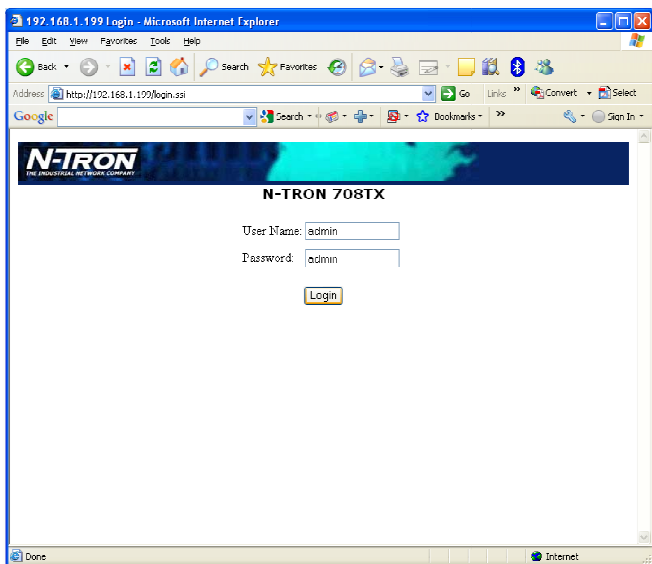 192.168.1.199 Login - Microsoft Internet Explorer
File Edit View Favorites Tools Help
Back Search Favorites
Address http://192.168.1.199/login.ssi Go Links » Convert Select
Google Search Bookmarks » Sign In
N-TRON
THE INDUSTRIAL NETWORK COMPANY
N-TRON 708TX
User Name: admin
Password: admin
Login
Done Internet